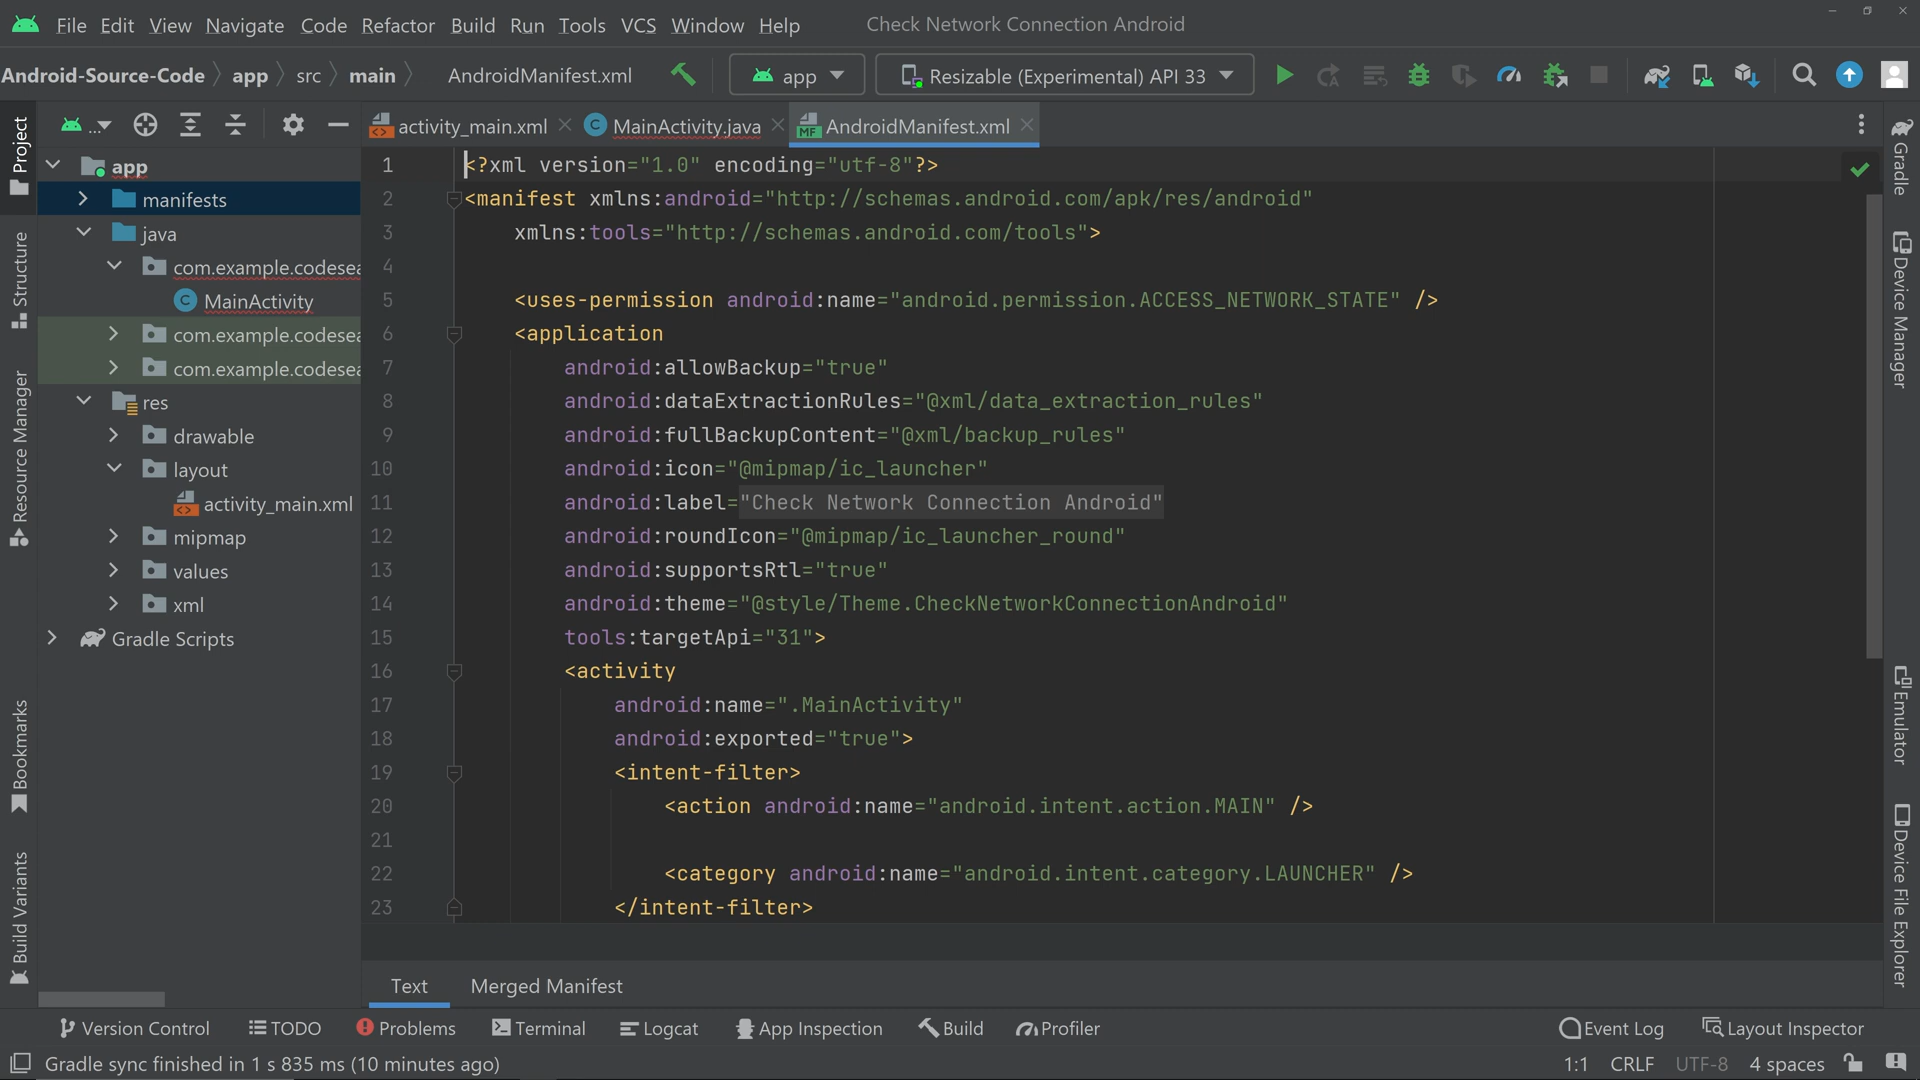 File Edit View Navigate Code Refactor Build Run Tools VCS Window Help Check Network Connection Android
Android-Source-Code app src main AndroidManifest.xml app Resizable (Experimental) API 33
... activity_main.xml MainActivity.java AndroidManifest.xml
Project
Structure
Resource Manager
Bookmarks
Build Variants
app
manifests
java
com.example.codesea
MainActivity
com.example.codesea
com.example.codesea
res
drawable
layout
activity_main.xml
mipmap
values
xml
Gradle Scripts
1 <?xml version="1.0" encoding="utf-8"?>
2 <manifest xmlns:android="http://schemas.android.com/apk/res/android"
3 xmlns:tools="http://schemas.android.com/tools">
4
5 <uses-permission android:name="android.permission.ACCESS_NETWORK_STATE" />
6 <application
7 android:allowBackup="true"
8 android:dataExtractionRules="@xml/data_extraction_rules"
9 android:fullBackupContent="@xml/backup_rules"
10 android:icon="@mipmap/ic_launcher"
11 android:label="Check Network Connection Android"
12 android:roundIcon="@mipmap/ic_launcher_round"
13 android:supportsRtl="true"
14 android:theme="@style/Theme.CheckNetworkConnectionAndroid"
15 tools:targetApi="31">
16 <activity
17 android:name=".MainActivity"
18 android:exported="true">
19 <intent-filter>
20 <action android:name="android.intent.action.MAIN" />
21
22 <category android:name="android.intent.category.LAUNCHER" />
23 </intent-filter>
Gradle
Device Manager
Emulator
Device File Explorer
Text Merged Manifest
Version Control TODO Problems Terminal Logcat App Inspection Build Profiler Event Log Layout Inspector
Gradle sync finished in 1 s 835 ms (10 minutes ago) 1:1 CRLF UTF-8 4 spaces